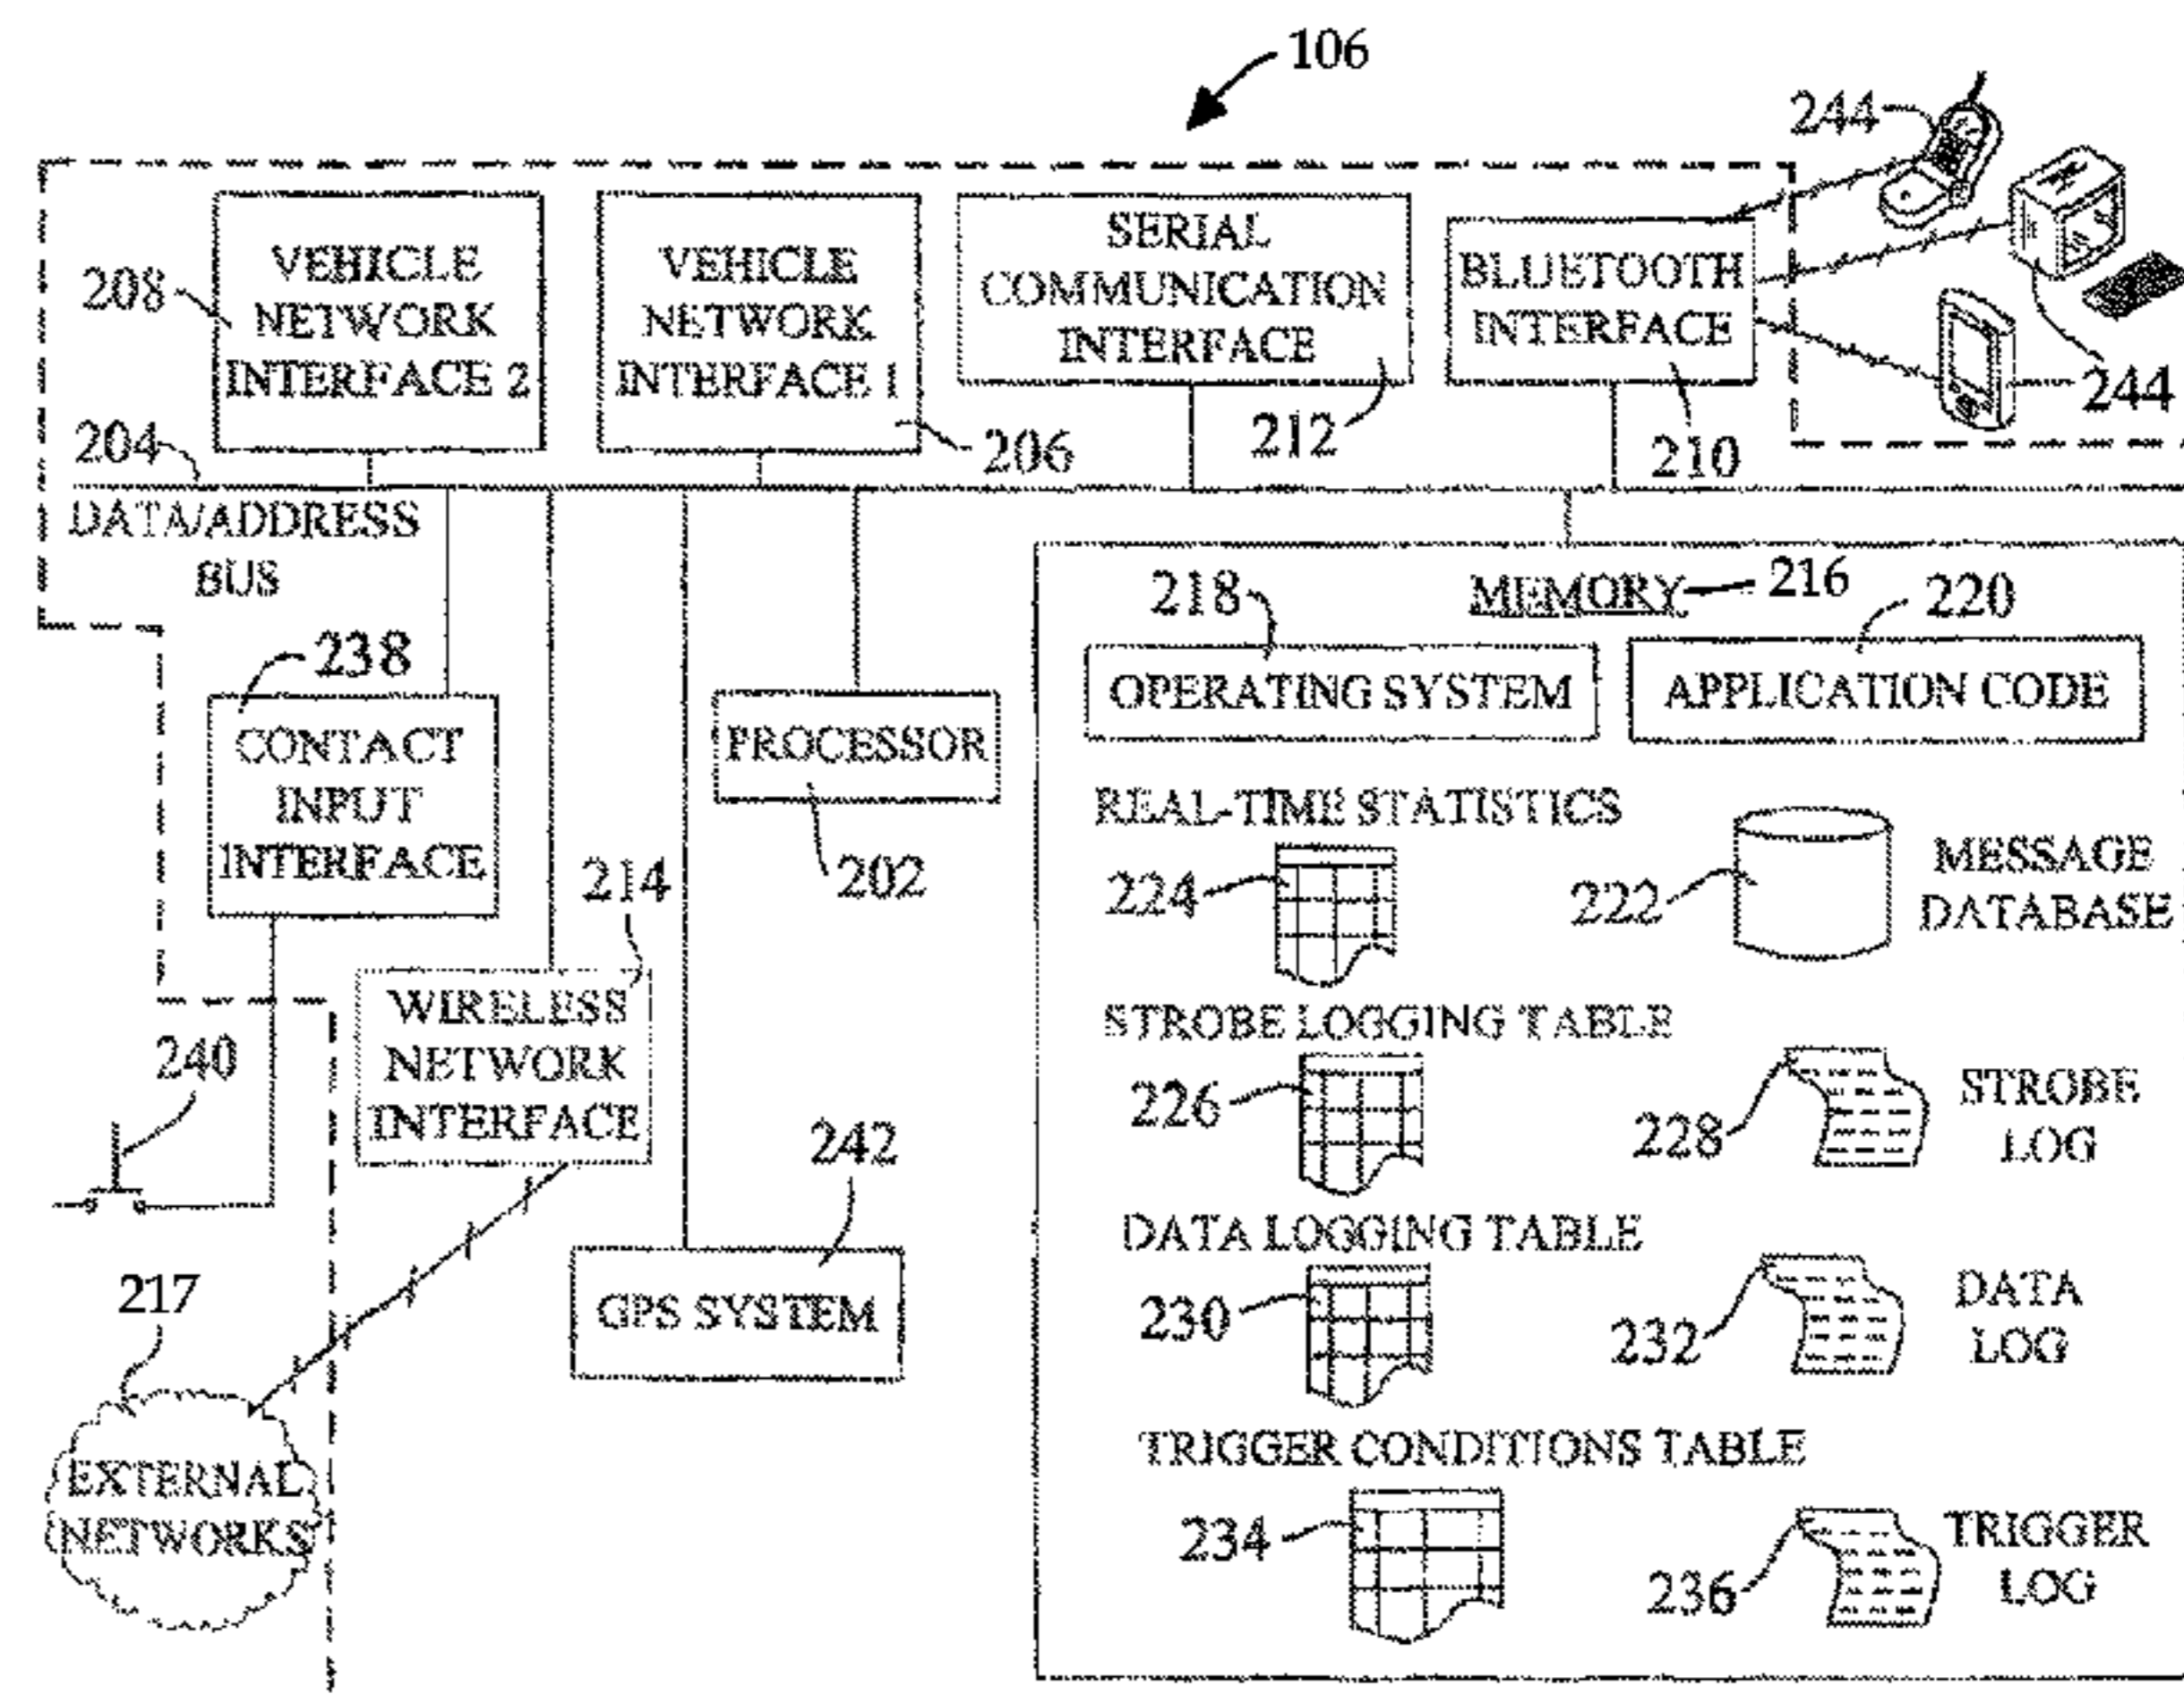 106
244
VEHICLE
NETWORK
INTERFACE 2
208
VEHICLE
NETWORK
INTERFACE 1
206
SERIAL
COMMUNICATION
INTERFACE
212
BLUETOOTH
INTERFACE
210
244
204
DATA/ADDRESS
BUS
238
CONTACT
INPUT
INTERFACE
PROCESSOR
202
214
WIRELESS
NETWORK
INTERFACE
240
242
GPS SYSTEM
217
EXTERNAL
NETWORKS
MEMORY
216
218
OPERATING SYSTEM
220
APPLICATION CODE
REAL-TIME STATISTICS
224
222
MESSAGE
DATABASE
STROBE LOGGING TABLE
226
228
STROBE
LOG
DATA LOGGING TABLE
230
232
DATA
LOG
TRIGGER CONDITIONS TABLE
234
236
TRIGGER
LOG